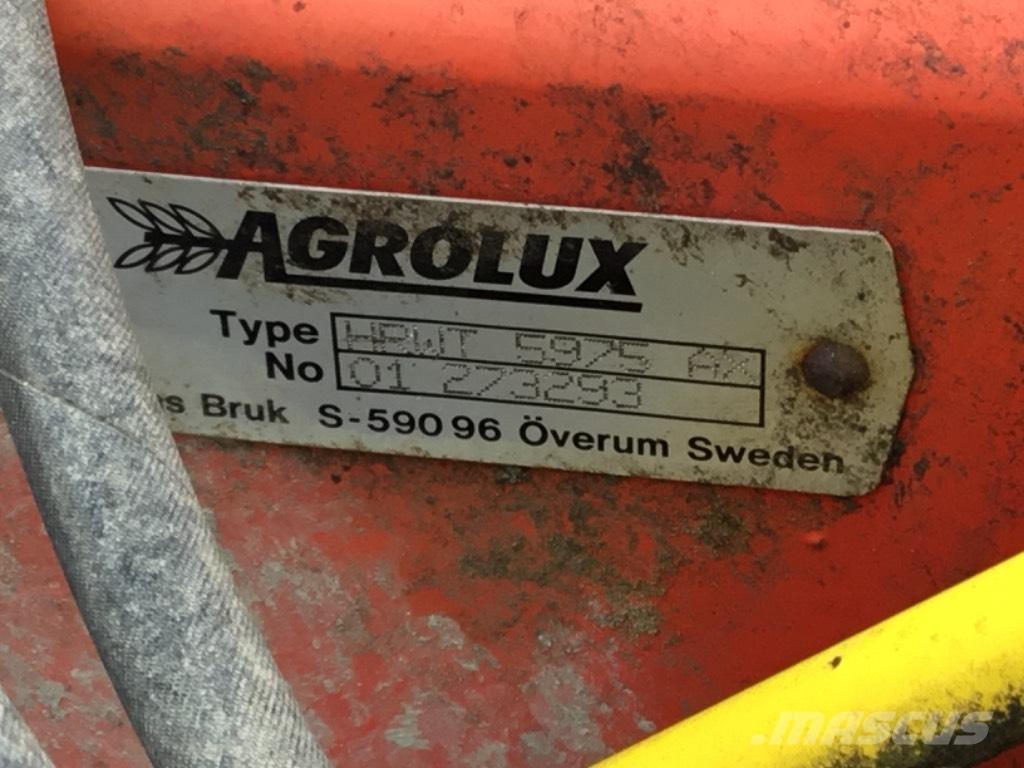 AGROLUX
Type HRWT 5975 AX
No 01 273293
Bruk S-590 96 Överum Sweden
MASCUS